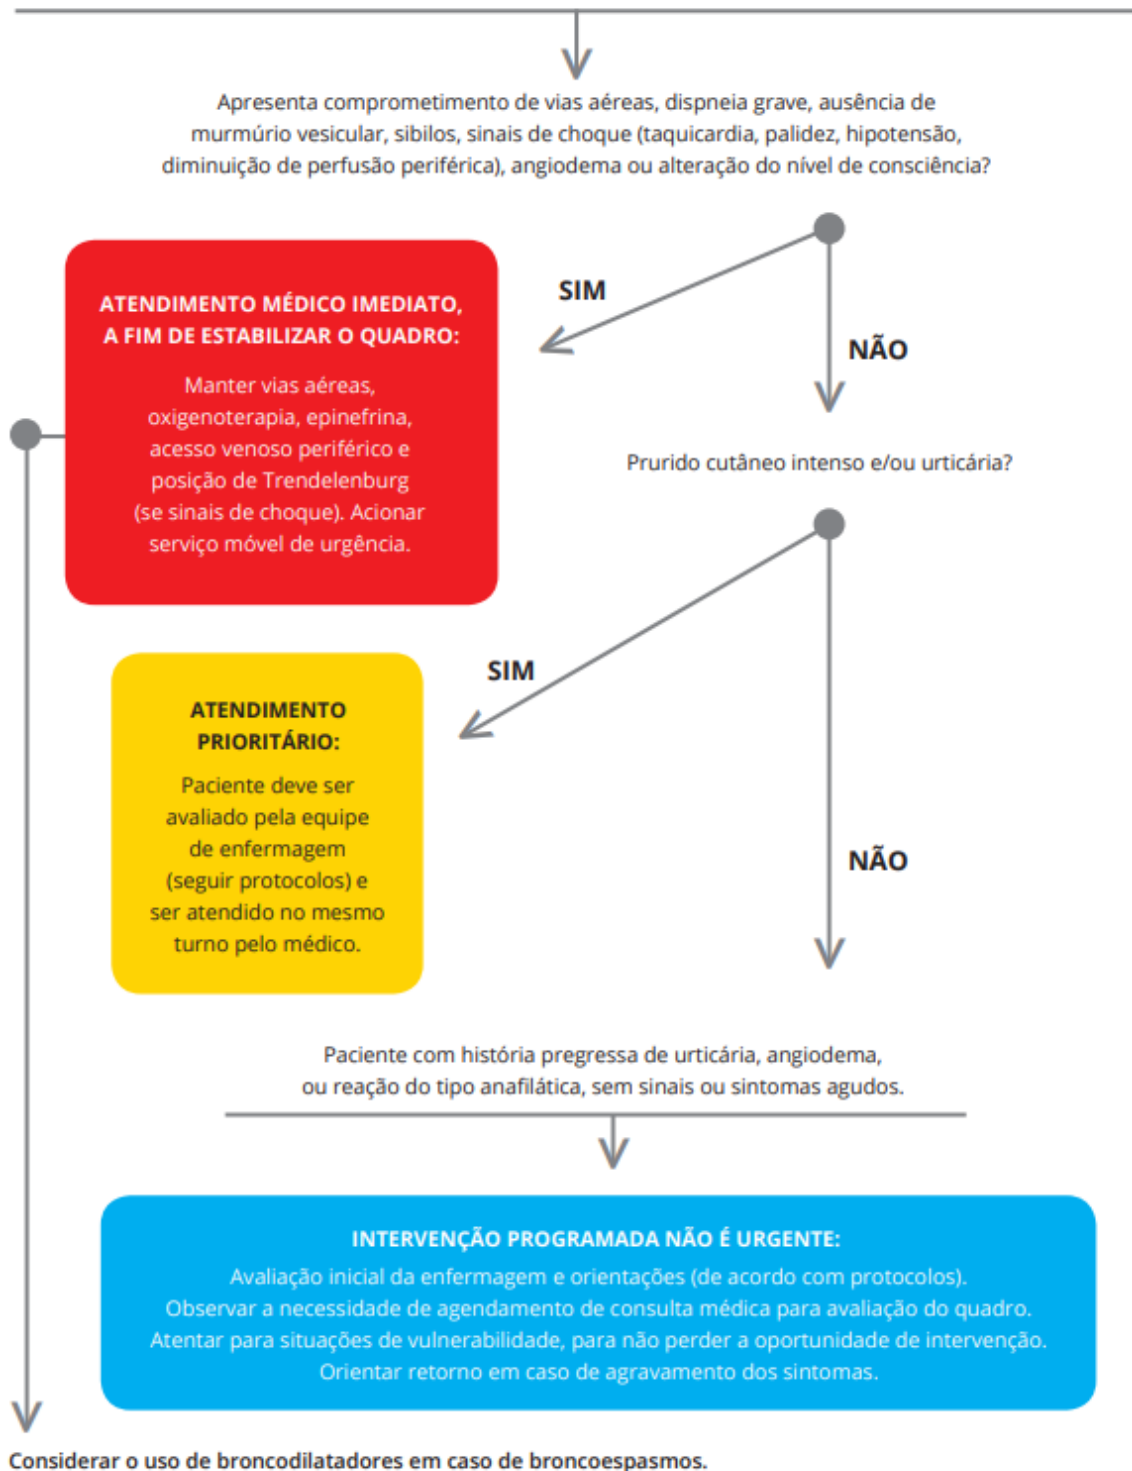 Apresenta comprometimento de vias aéreas, dispneia grave, ausência de
murmúrio vesicular, sibilos, sinais de choque (taquicardia, palidez, hipotensão,
diminuição de perfusão periférica), angiodema ou alteração do nível de consciência?
SIM
NÃO
ATENDIMENTO MÉDICO IMEDIATO,
A FIM DE ESTABILIZAR O QUADRO:
Manter vias aéreas,
oxigenoterapia, epinefrina,
acesso venoso periférico e
posição de Trendelenburg
(se sinais de choque). Acionar
serviço móvel de urgência.
Prurido cutâneo intenso e/ou urticária?
SIM
NÃO
ATENDIMENTO
PRIORITÁRIO:
Paciente deve ser
avaliado pela equipe
de enfermagem
(seguir protocolos) e
ser atendido no mesmo
turno pelo médico.
Paciente com história pregressa de urticária, angiodema,
ou reação do tipo anafilática, sem sinais ou sintomas agudos.
INTERVENÇÃO PROGRAMADA NÃO É URGENTE:
Avaliação inicial da enfermagem e orientações (de acordo com protocolos).
Observar a necessidade de agendamento de consulta médica para avaliação do quadro.
Atentar para situações de vulnerabilidade, para não perder a oportunidade de intervenção.
Orientar retorno em caso de agravamento dos sintomas.
Considerar o uso de broncodilatadores em caso de broncoespasmos.